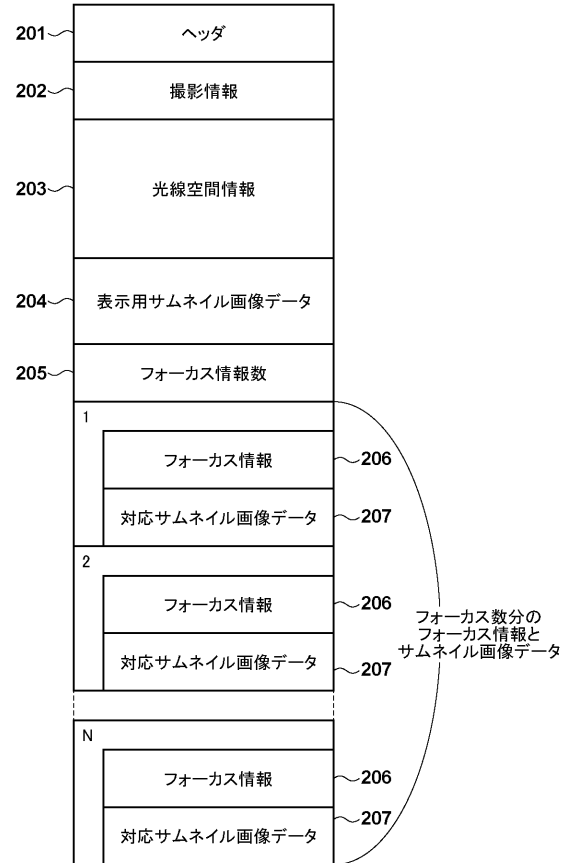 201
ヘッダ
202
撮影情報
203
光線空間情報
204
表示用サムネイル画像データ
205
フォーカス情報数
1
フォーカス情報
206
対応サムネイル画像データ
207
2
フォーカス情報
206
対応サムネイル画像データ
207
フォーカス数分の
フォーカス情報と
サムネイル画像データ
N
フォーカス情報
206
対応サムネイル画像データ
207